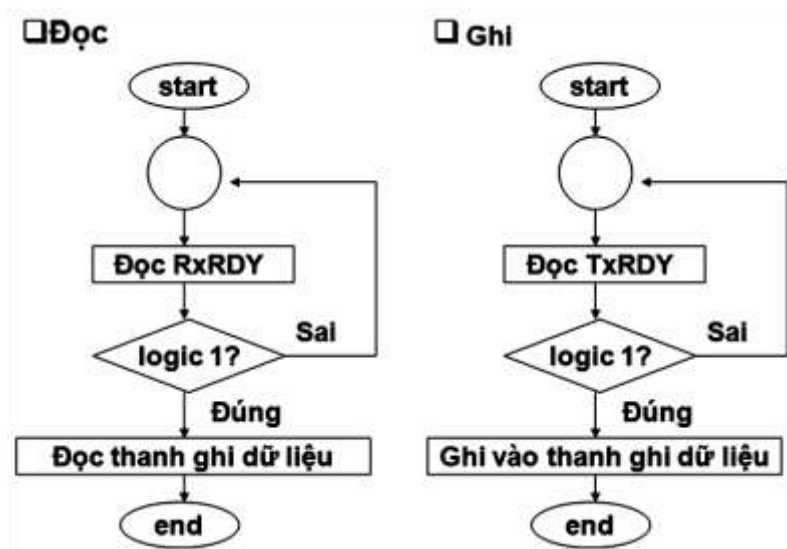 ❑Đọc
start
Đọc RxRDY
logic 1?
Sai
Đúng
Đọc thanh ghi dữ liệu
end
❑ Ghi
start
Đọc TxRDY
logic 1?
Sai
Đúng
Ghi vào thanh ghi dữ liệu
end